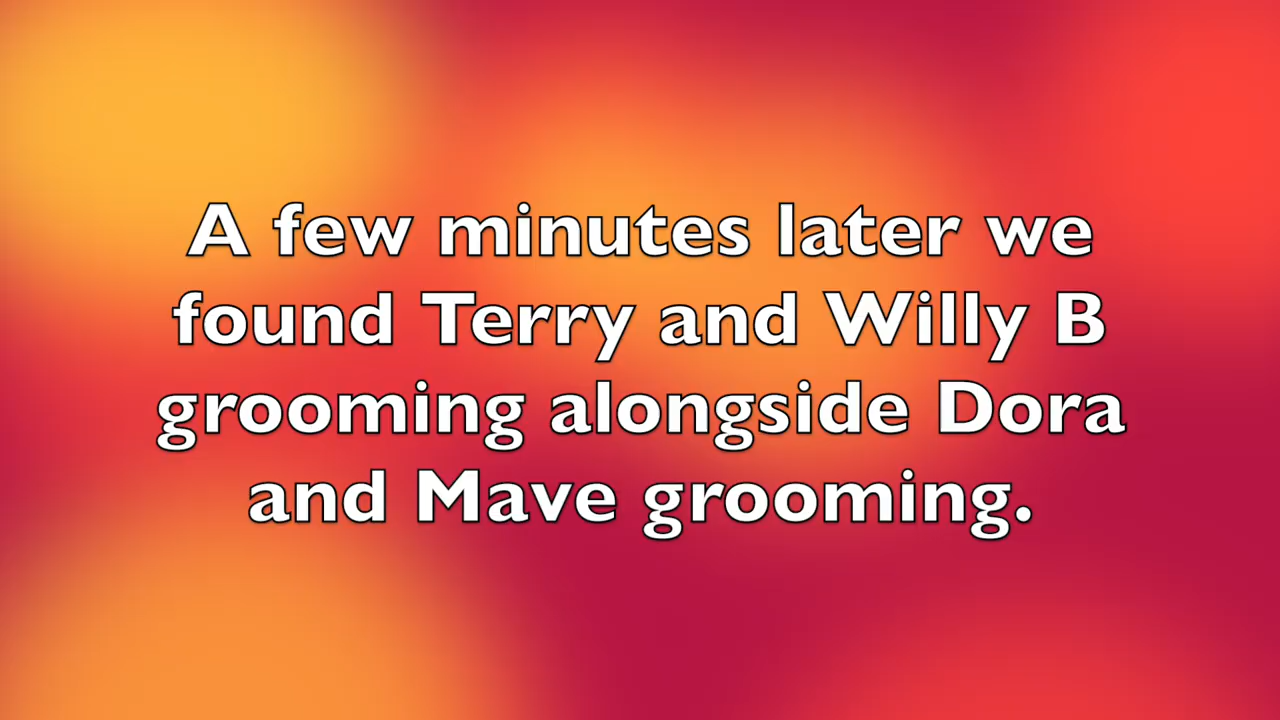 A few minutes later we
found Terry and Willy B
grooming alongside Dora
and Mave grooming.